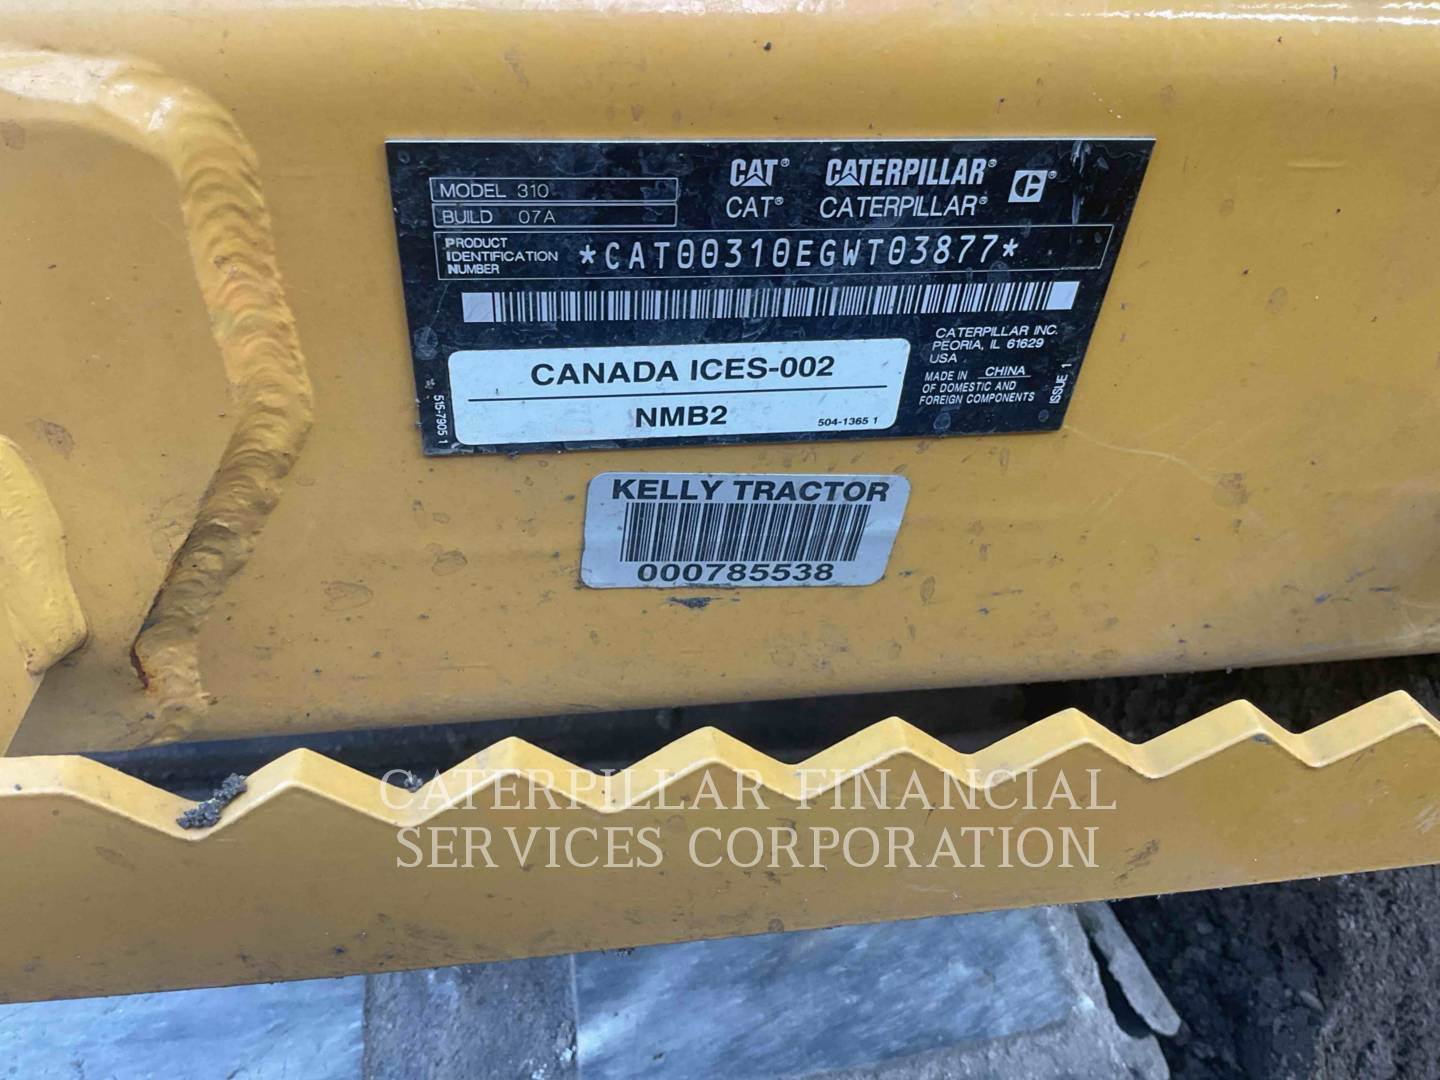 CAT® CATERPILLAR®
CAT® CATERPILLAR®
MODEL 310
BUILD 07A
PRODUCT
IDENTIFICATION
NUMBER
*CAT00310EGWT03877*
CATERPILLAR INC.
PEORIA, IL 61629
USA
MADE IN CHINA
OF DOMESTIC AND
FOREIGN COMPONENTS
ISSUE 1
515-7905 1
CANADA ICES-002
NMB2
504-1365 1
KELLY TRACTOR
000785538
CATERPILLAR FINANCIAL
SERVICES CORPORATION